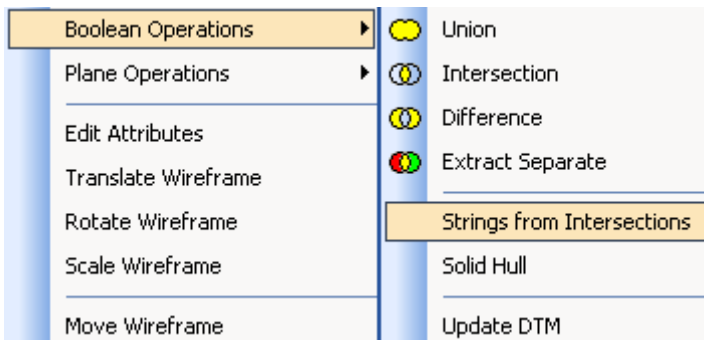 Boolean Operations
Plane Operations
Edit Attributes
Translate Wireframe
Rotate Wireframe
Scale Wireframe
Move Wireframe
Union
Intersection
Difference
Extract Separate
Strings from Intersections
Solid Hull
Update DTM